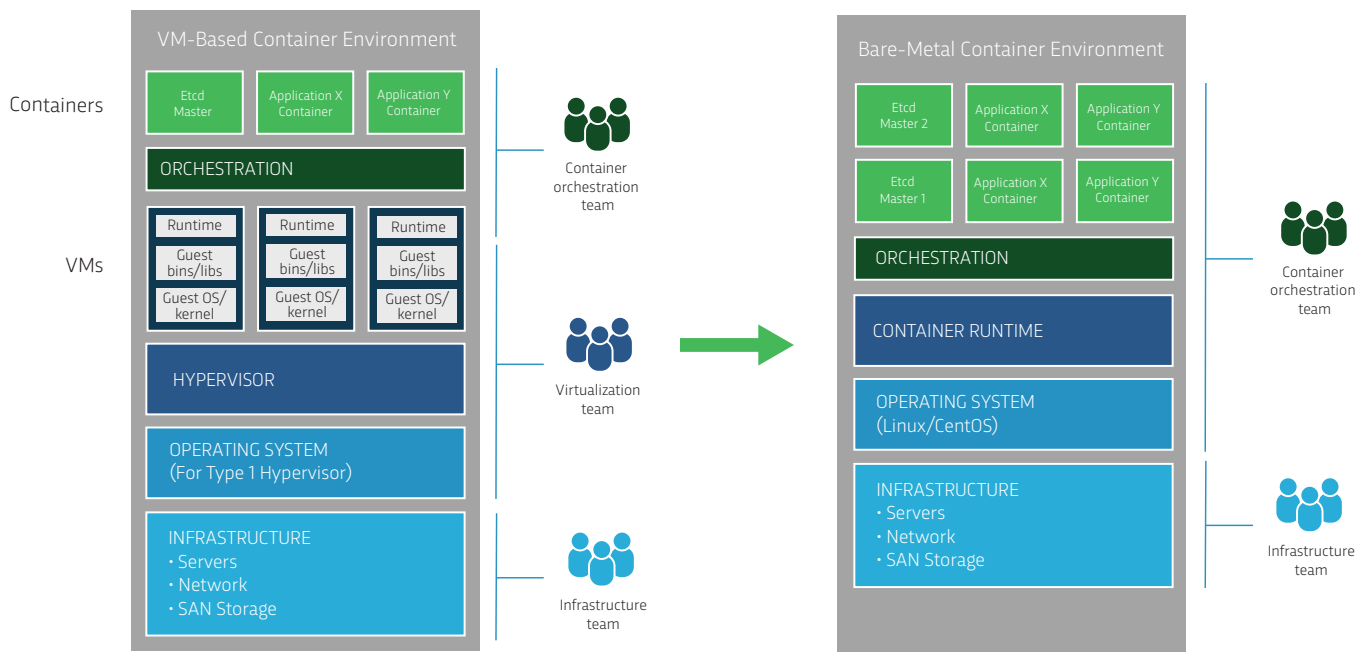 VM-Based Container Environment
Containers
Etcd
Master
Application X
Container
Application Y
Container
ORCHESTRATION
Container
orchestration
team
VMs
Runtime
Guest
bins/libs
Guest OS/
kernel
Runtime
Guest
bins/libs
Guest OS/
kernel
Runtime
Guest
bins/libs
Guest OS/
kernel
HYPERVISOR
OPERATING SYSTEM
(For Type 1 Hypervisor)
Virtualization
team
INFRASTRUCTURE
• Servers
• Network
• SAN Storage
Infrastructure
team
Bare-Metal Container Environment
Etcd
Master 2
Application X
Container
Application Y
Container
Etcd
Master 1
Application X
Container
Application Y
Container
ORCHESTRATION
CONTAINER RUNTIME
OPERATING SYSTEM
(Linux/CentOS)
Container
orchestration
team
INFRASTRUCTURE
• Servers
• Network
• SAN Storage
Infrastructure
team